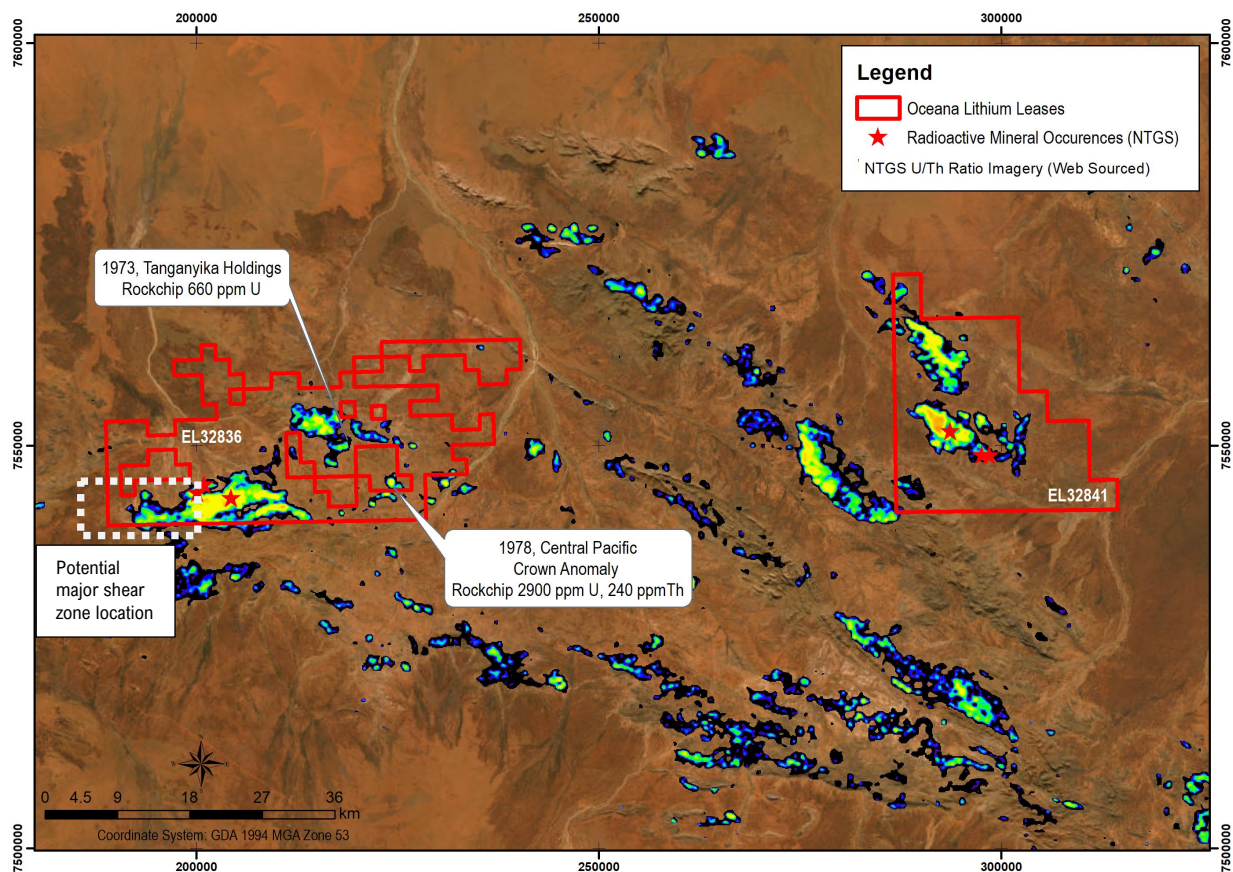 200000
250000
300000
7600000
7600000
Legend
Oceana Lithium Leases
Radioactive Mineral Occurences (NTGS)
NTGS U/Th Ratio Imagery (Web Sourced)
1973, Tanganyika Holdings
Rockchip 660 ppm U
EL32836
7550000
7550000
EL32841
1978, Central Pacific
Crown Anomaly
Rockchip 2900 ppm U, 240 ppmTh
Potential
major shear
zone location
N
W
E
S
0 4.5 9 18 27 36
km
Coordinate System: GDA 1994 MGA Zone 53
7500000
7500000
200000
250000
300000